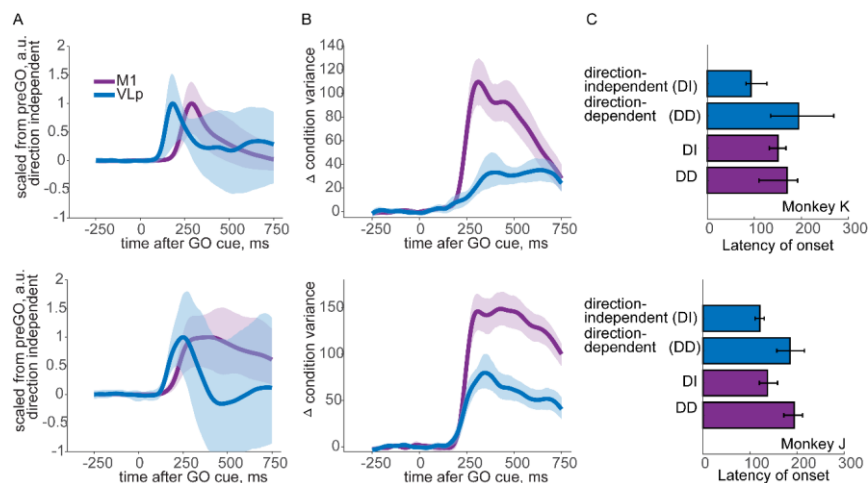 A
B
C
scaled from preGO, a.u.
direction independent
2
1.5
1
0.5
0
-0.5
-1
M1
VLp
-250
0
250
500
750
time after GO cue, ms
Δ condition variance
140
120
100
80
60
40
20
0
-250
0
250
500
750
time afer GO cue, ms
direction-
independent (DI)
direction-
dependent (DD)
DI
DD
Monkey K
0
100
200
300
Latency of onset
scaled from preGO, a.u.
direction independent
2
1.5
1
0.5
0
-0.5
-1
-250
0
250
500
750
time after GO cue, ms
Δ condition variance
150
100
50
0
-250
0
250
500
750
time afer GO cue, ms
direction-
independent (DI)
direction-
dependent (DD)
DI
DD
Monkey J
0
100
200
300
Latency of onset